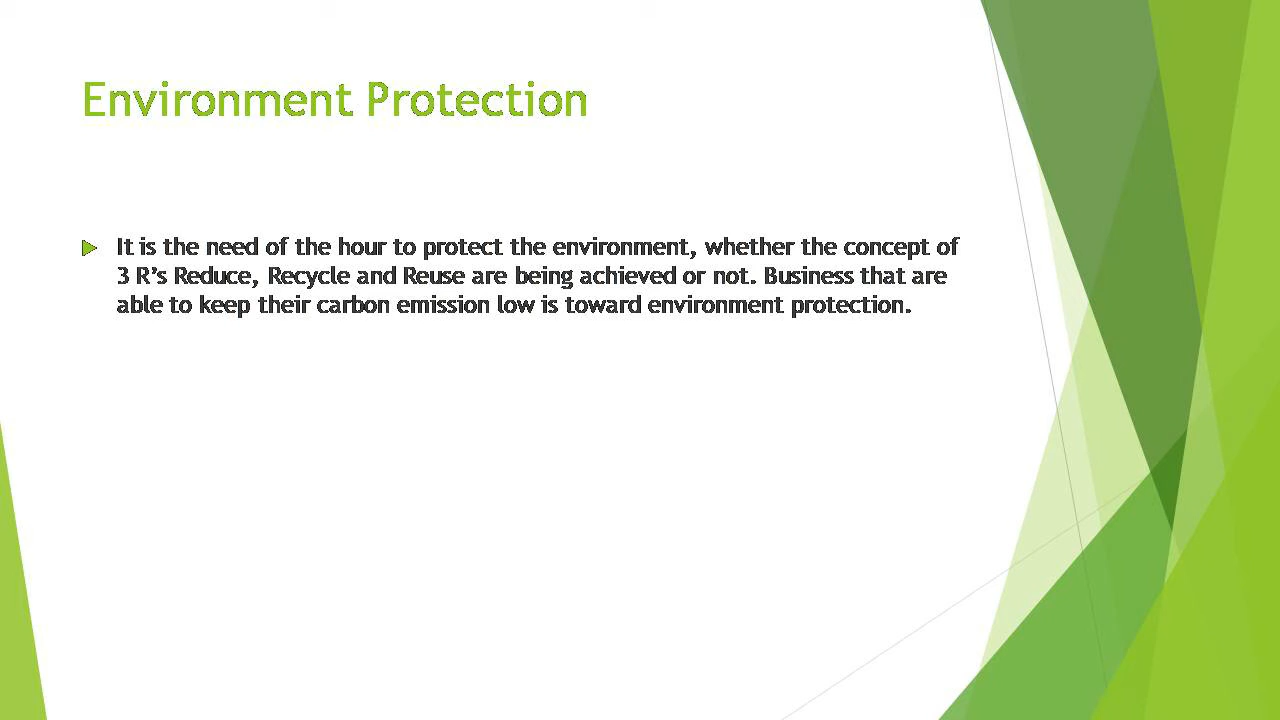 Environment Protection
It is the need of the hour to protect the environment, whether the concept of
3 R’s Reduce, Recycle and Reuse are being achieved or not. Business that are
able to keep their carbon emission low is toward environment protection.